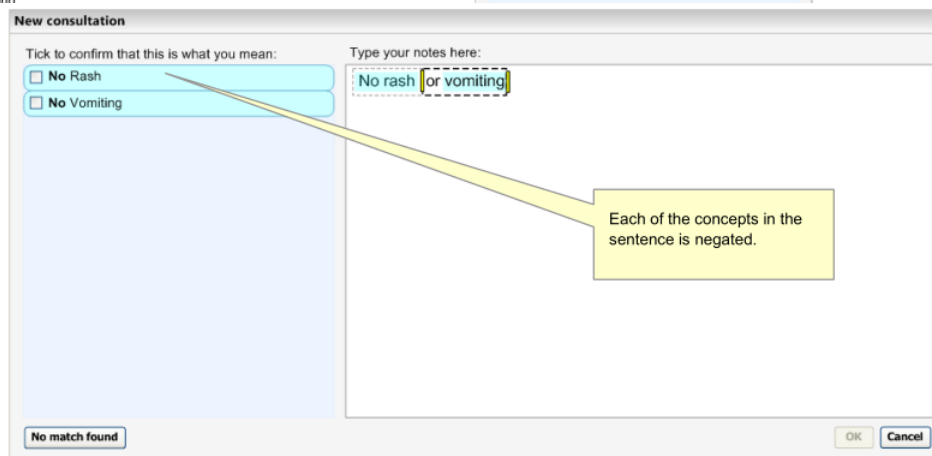 New consultation
Tick to confirm that this is what you mean:
Type your notes here:
No Rash
No Vomiting
No rash or vomiting
Each of the concepts in the
sentence is negated.
No match found
OK
Cancel